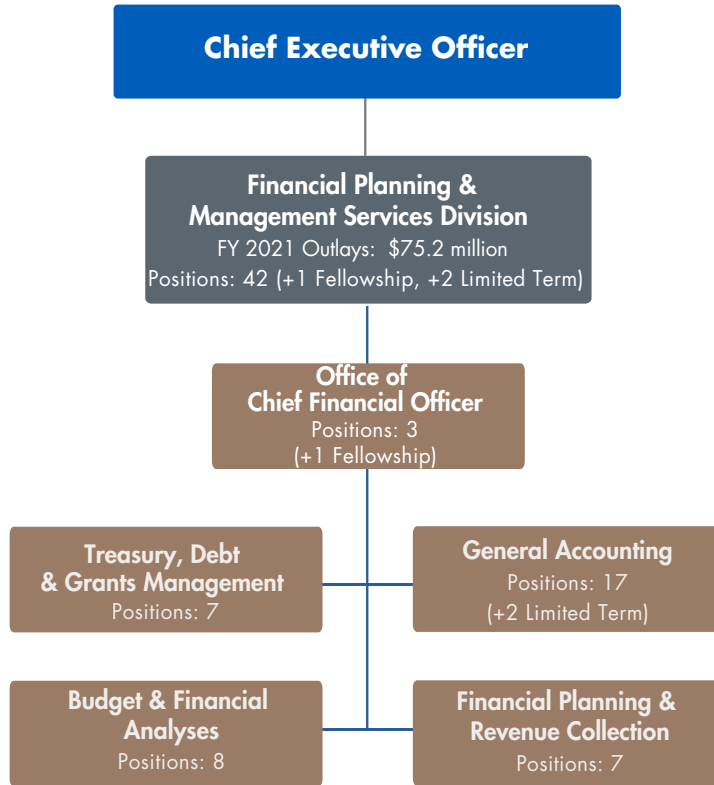 Chief Executive Officer
Financial Planning &
Management Services Division
FY 2021 Outlays: $75.2 million
Positions: 42 (+1 Fellowship, +2 Limited Term)
Office of
Chief Financial Officer
Positions: 3
(+1 Fellowship)
Treasury, Debt
& Grants Management
Positions: 7
General Accounting
Positions: 17
(+2 Limited Term)
Budget & Financial
Analyses
Positions: 8
Financial Planning &
Revenue Collection
Positions: 7